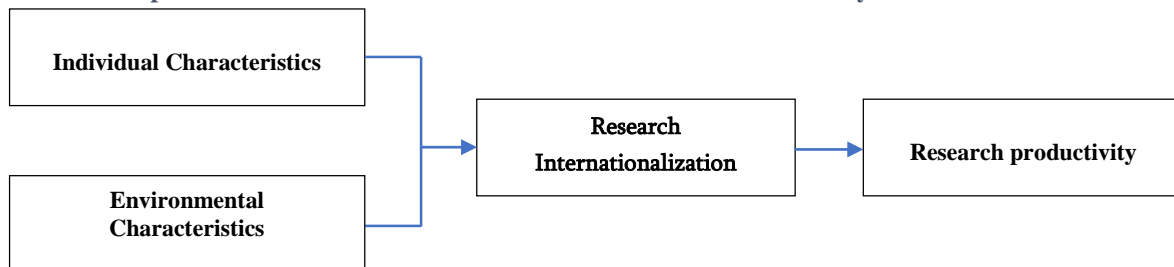 Individual Characteristics
Environmental
Characteristics
Research
Internationalization
Research productivity